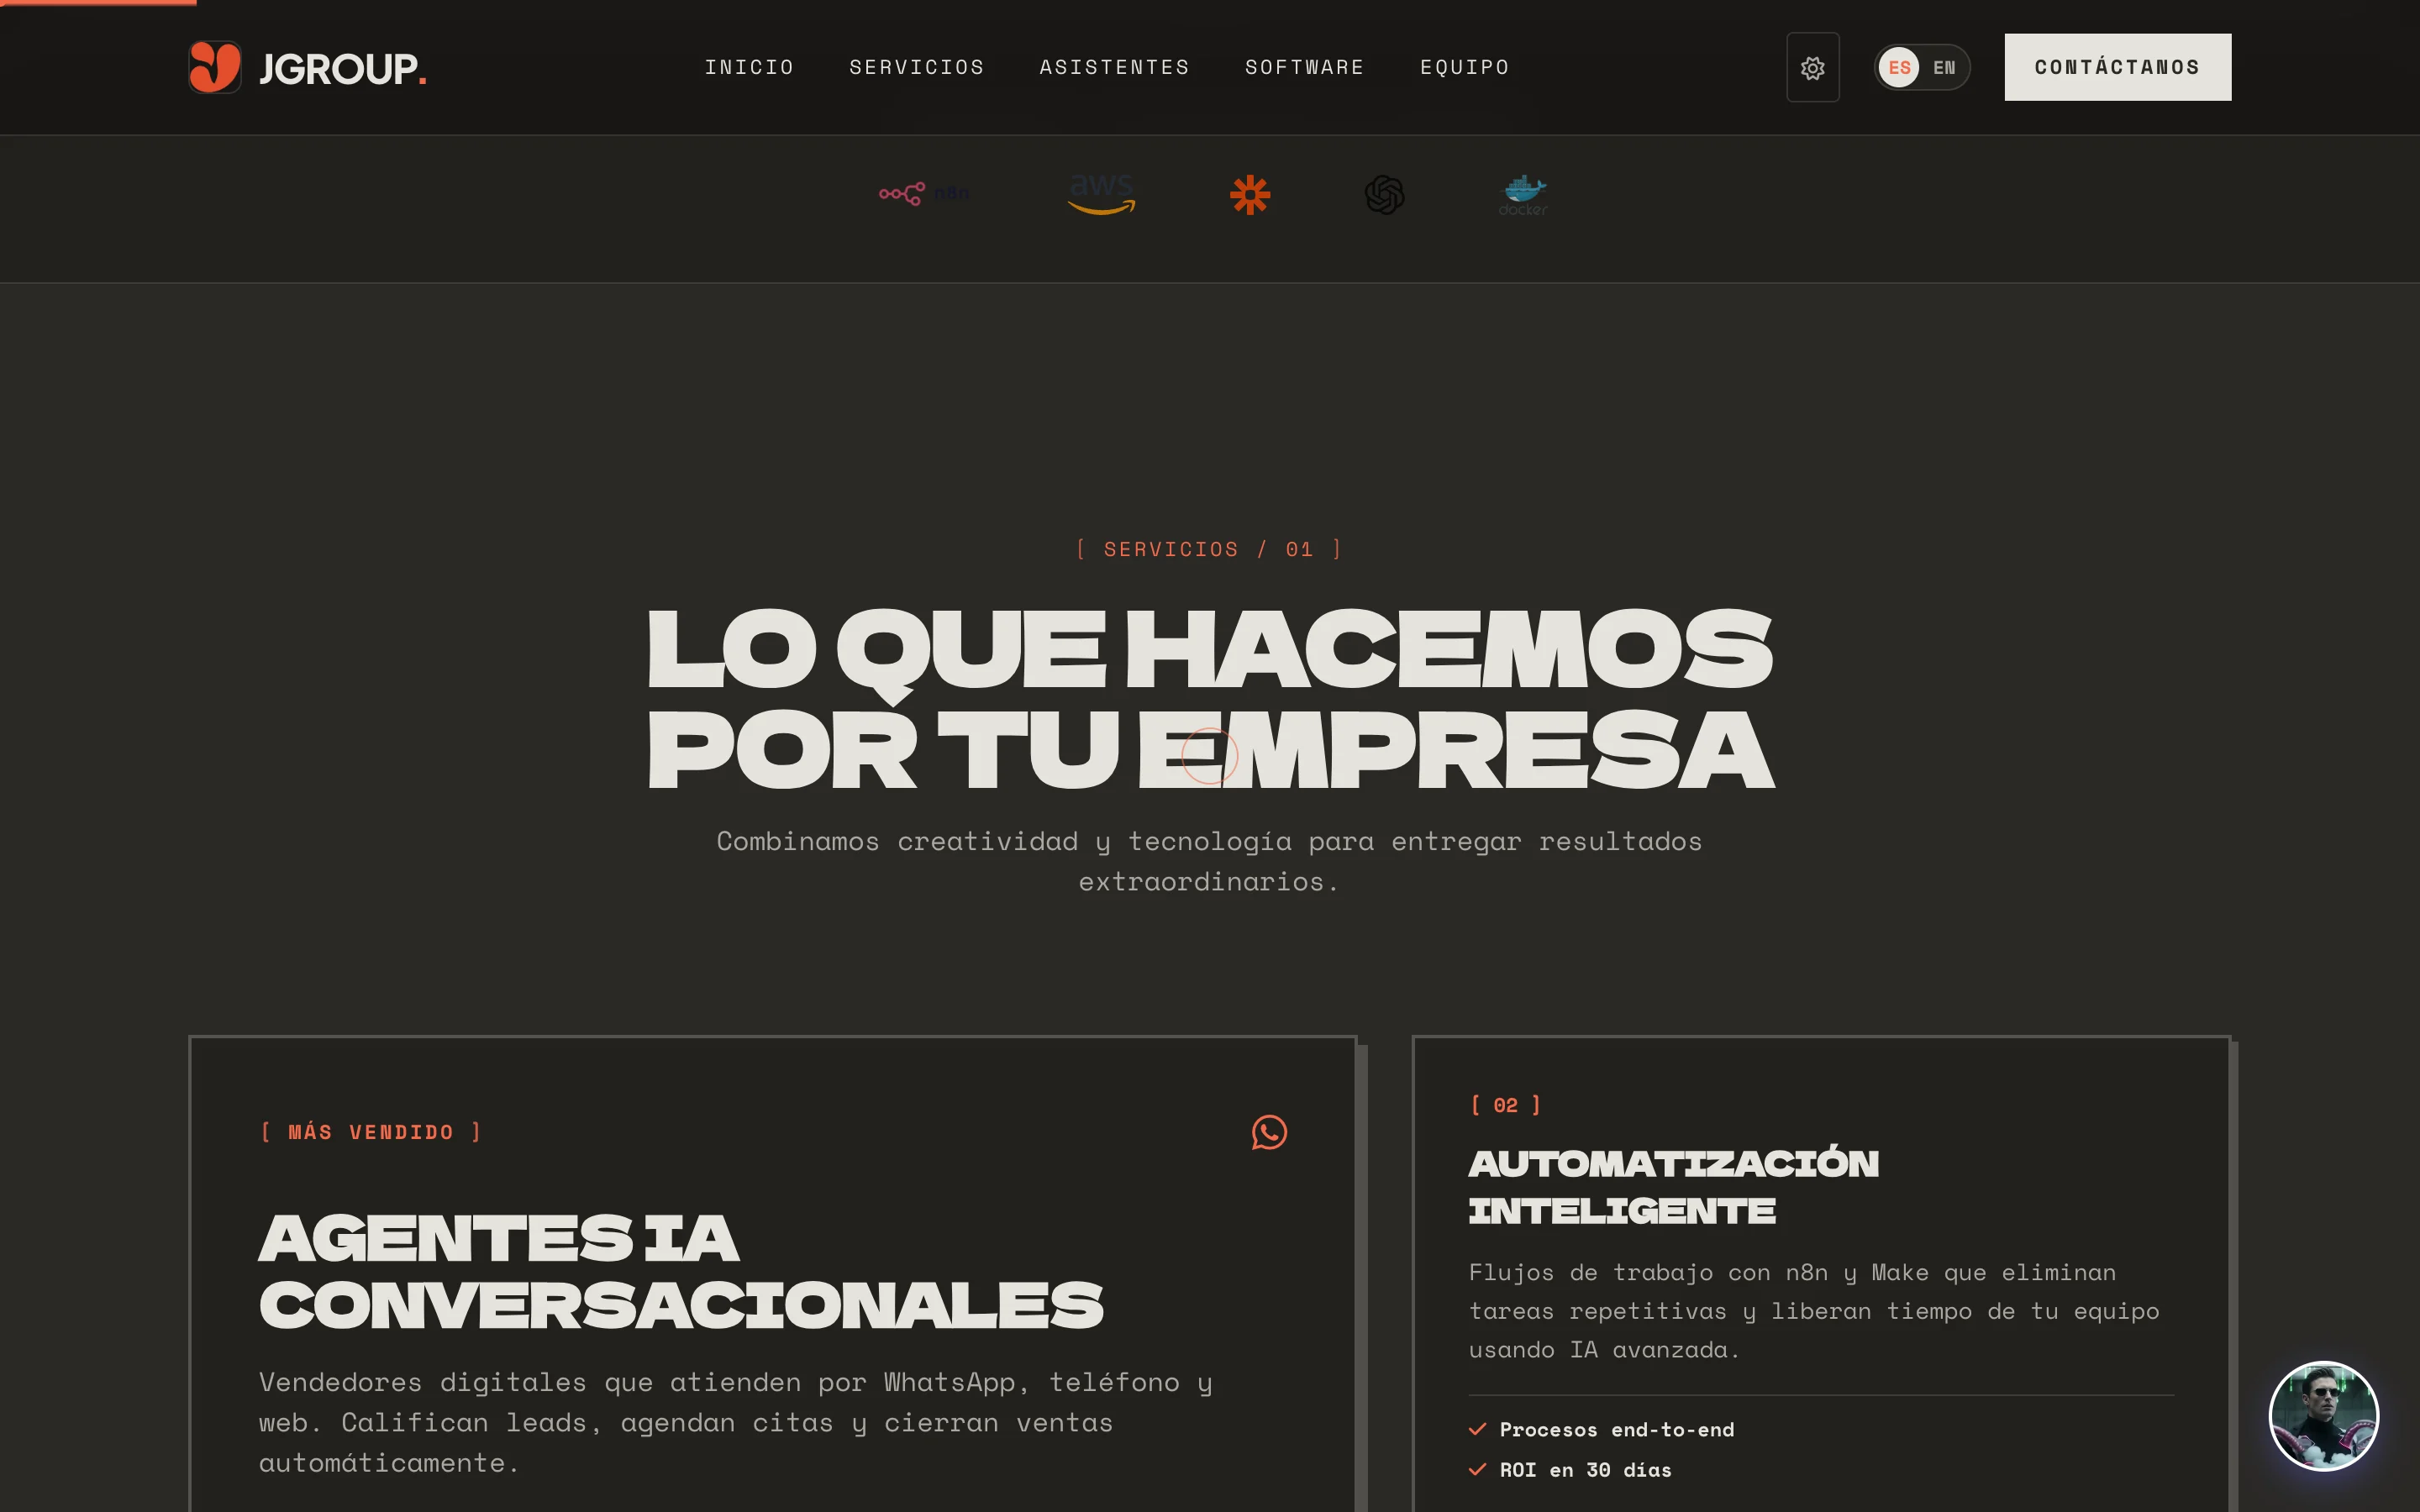 JGROUP.
INICIO SERVICIOS ASISTENTES SOFTWARE EQUIPO
ES EN
CONTÁCTANOS
n8n
aws
docker
[ SERVICIOS / 01 ]
LO QUE HACEMOS
POR TU EMPRESA
Combinamos creatividad y tecnología para entregar resultados
extraordinarios.
[ MÁS VENDIDO ]
AGENTES IA
CONVERSACIONALES
Vendedores digitales que atienden por WhatsApp, teléfono y
web. Califican leads, agendan citas y cierran ventas
automáticamente.
[ 02 ]
AUTOMATIZACIÓN
INTELIGENTE
Flujos de trabajo con n8n y Make que eliminan
tareas repetitivas y liberan tiempo de tu equipo
usando IA avanzada.
Procesos end-to-end
ROI en 30 días